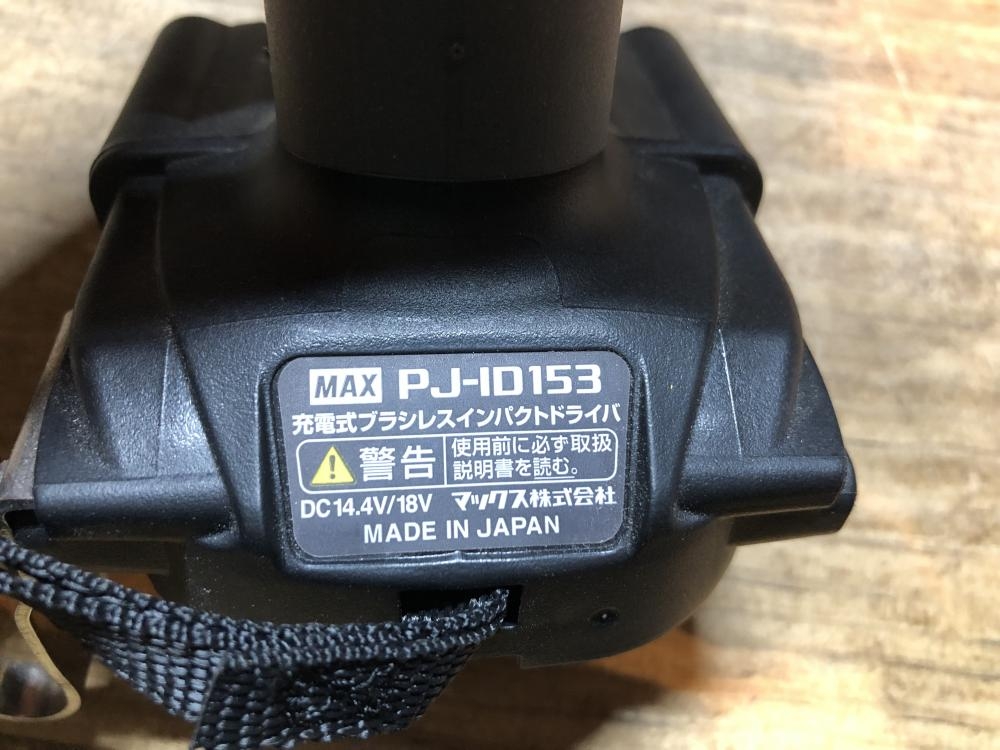 MAX PJ-ID153
充電式ブラシレスインパクトドライバ
警告
使用前に必ず取扱
説明書を読む。
DC14.4V/18V マックス株式会社
MADE IN JAPAN